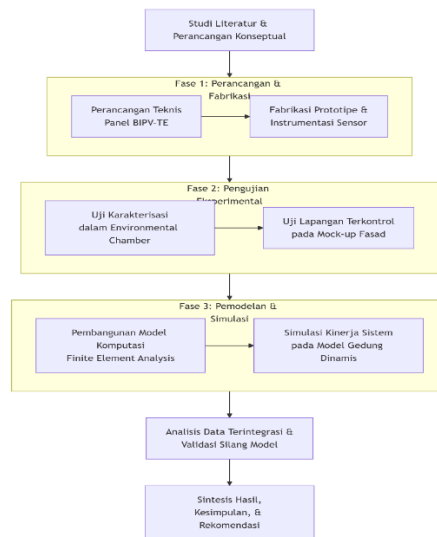 Studi Literatur &
Perancangan Konseptual
Fase 1: Perancangan &
Fabrikasi
Perancangan Teknis
Panel BIPV-TE
Fabrikasi Prototipe &
Instrumentasi Sensor
Fase 2: Pengujian
Eksperimental
Uji Karakterisasi
dalam Environmental
Chamber
Uji Lapangan Terkontrol
pada Mock-up Fasad
Fase 3: Pemodelan &
Simulasi
Pembangunan Model
Komputasi
Finite Element Analysis
Simulasi Kinerja Sistem
pada Model Gedung
Dinamis
Analisis Data Terintegrasi &
Validasi Silang Model
Sintesis Hasil,
Kesimpulan, &
Rekomendasi